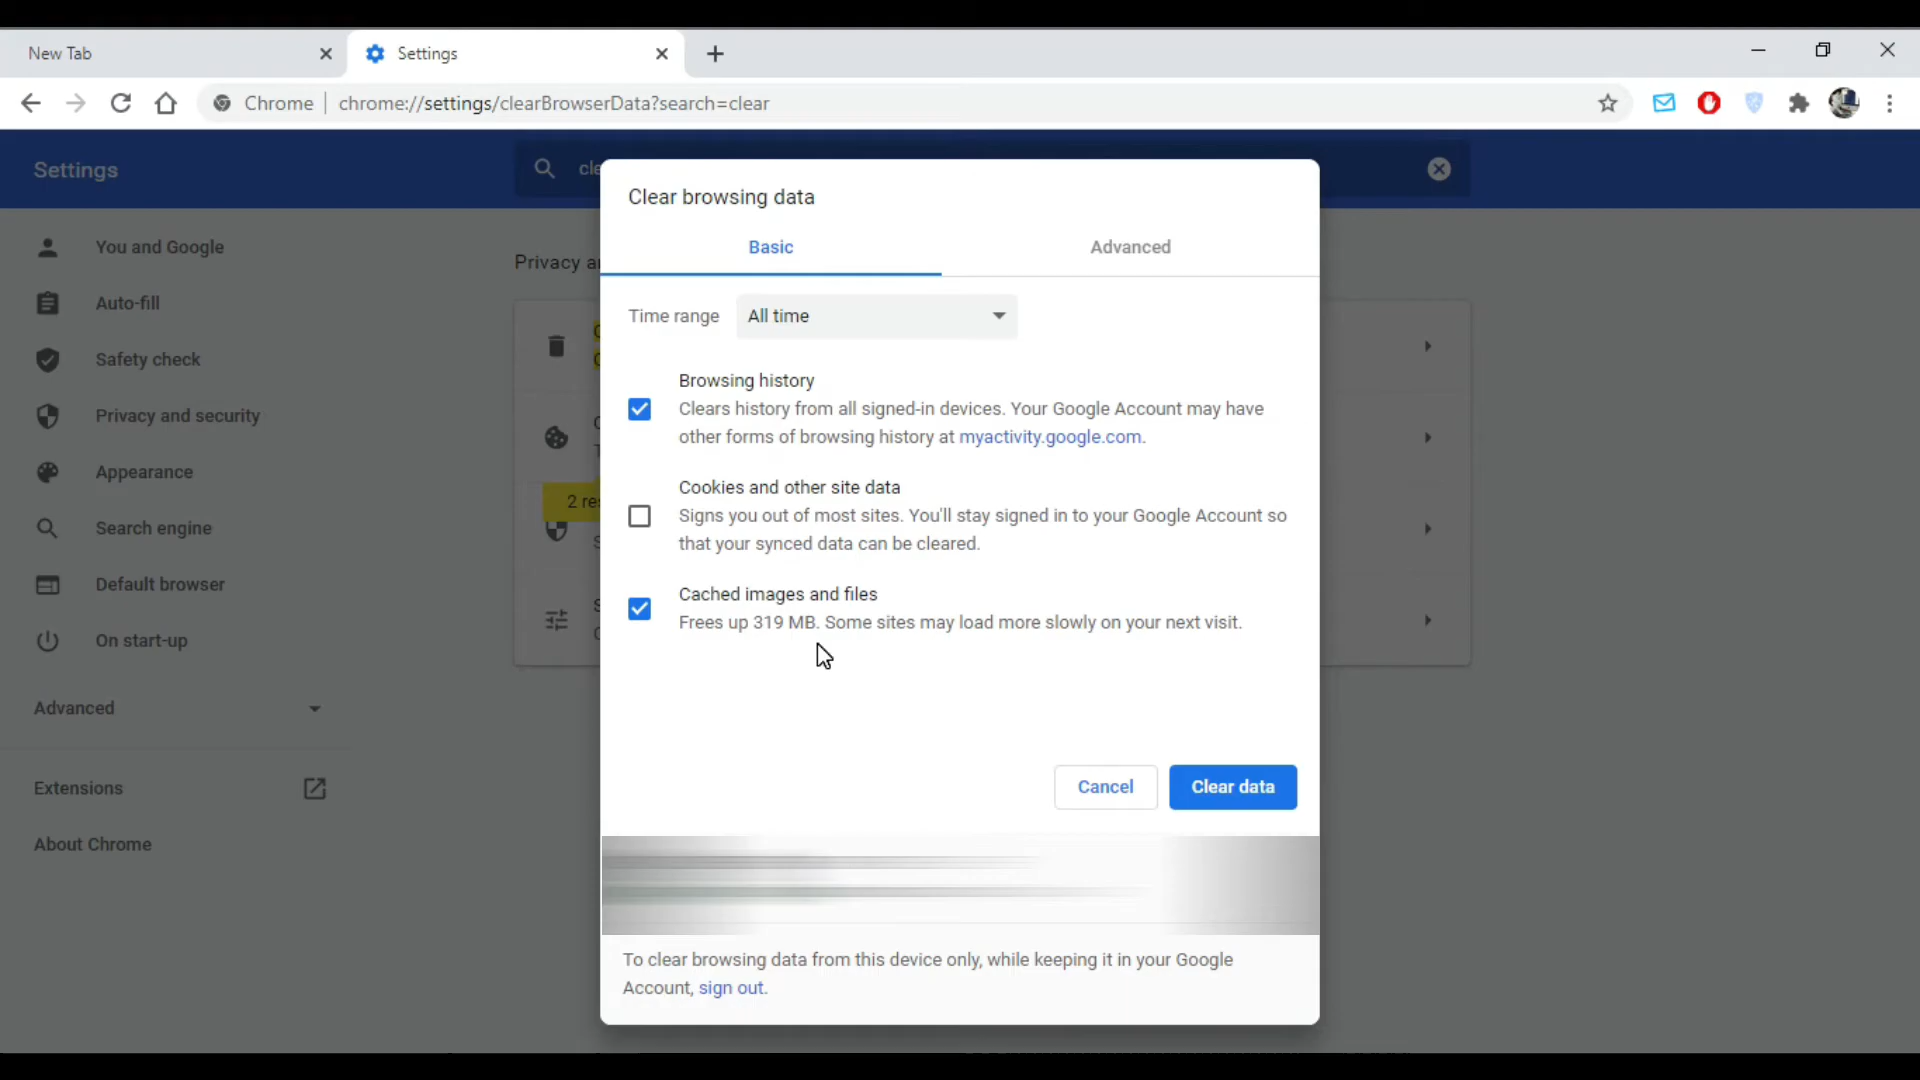 New Tab
Settings
Chrome
chrome://settings/clearBrowserData?search=clear
Settings
cle
You and Google
Auto-fill
Safety check
Privacy and security
Appearance
Search engine
Default browser
On start-up
Advanced
Extensions
About Chrome
Privacy a
2 re
Clear browsing data
Basic
Advanced
Time range
All time
Browsing history
Clears history from all signed-in devices. Your Google Account may have
other forms of browsing history at myactivity.google.com.
Cookies and other site data
Signs you out of most sites. You'll stay signed in to your Google Account so
that your synced data can be cleared.
Cached images and files
Frees up 319 MB. Some sites may load more slowly on your next visit.
Cancel
Clear data
To clear browsing data from this device only, while keeping it in your Google
Account, sign out.